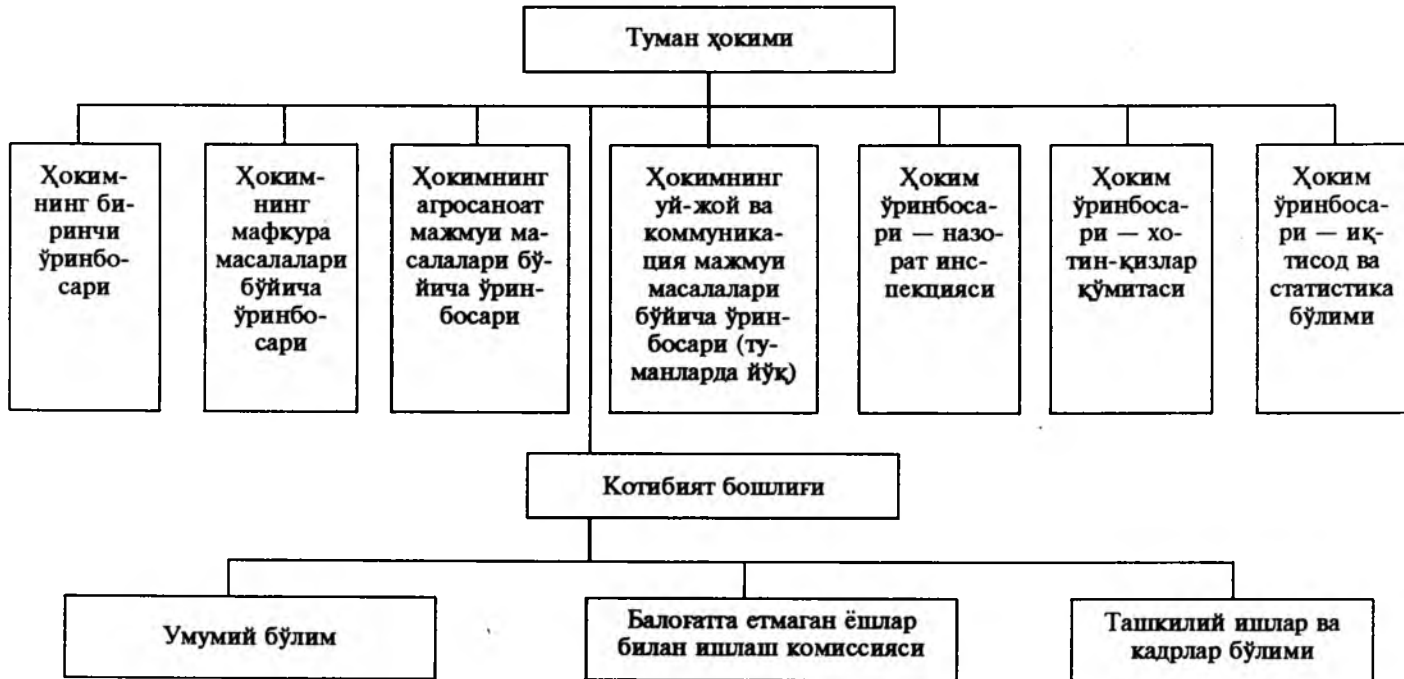 Туман ҳокими
Ҳоким-
нинг би-
ринчи
ўринбо-
сари
Ҳоким-
нинг
мафкура
масалалари
бўйича
ўринбо-
сари
Ҳокимнинг
агросаноат
мажмуи ма-
салалари бў-
йича ўрин-
босари
Ҳокимнинг
уй-жой ва
коммуника-
ция мажмуи
масалалари
бўйича ўрин-
босари (ту-
манларда йўқ)
Ҳоким
ўринбоса-
ри — назо-
рат инс-
пекцияси
Ҳоким
ўринбоса-
ри — хо-
тин-қизлар
қўмитаси
Ҳоким
ўринбоса-
ри — иқ-
тисод ва
статистика
бўлими
Котибият бошлиғи
Умумий бўлим
Балоғатга етмаган ёшлар
билан ишлаш комиссияси
Ташкилий ишлар ва
кадрлар бўлими